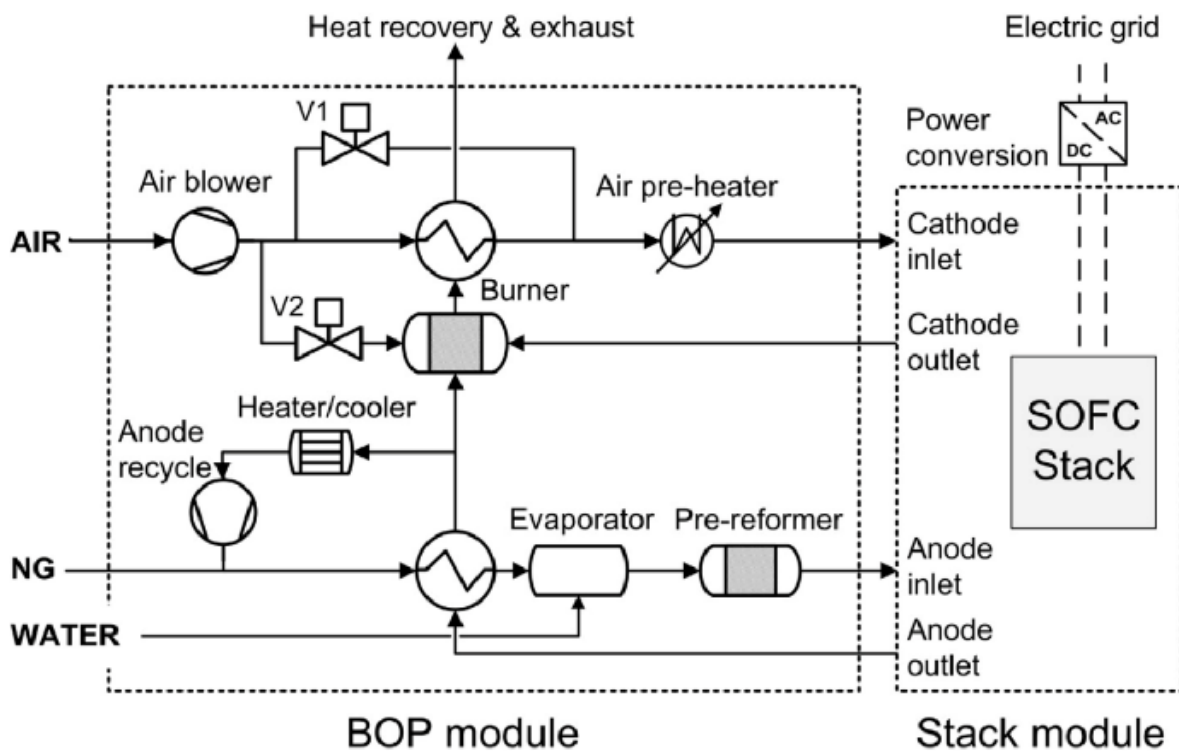 Heat recovery & exhaust
Electric grid
V1
Power
conversion
AC
DC
Air blower
Air pre-heater
AIR
Cathode
inlet
V2
Burner
Cathode
outlet
Heater/cooler
Anode
recycle
SOFC
Stack
Evaporator
Pre-reformer
NG
Anode
inlet
WATER
Anode
outlet
BOP module
Stack module